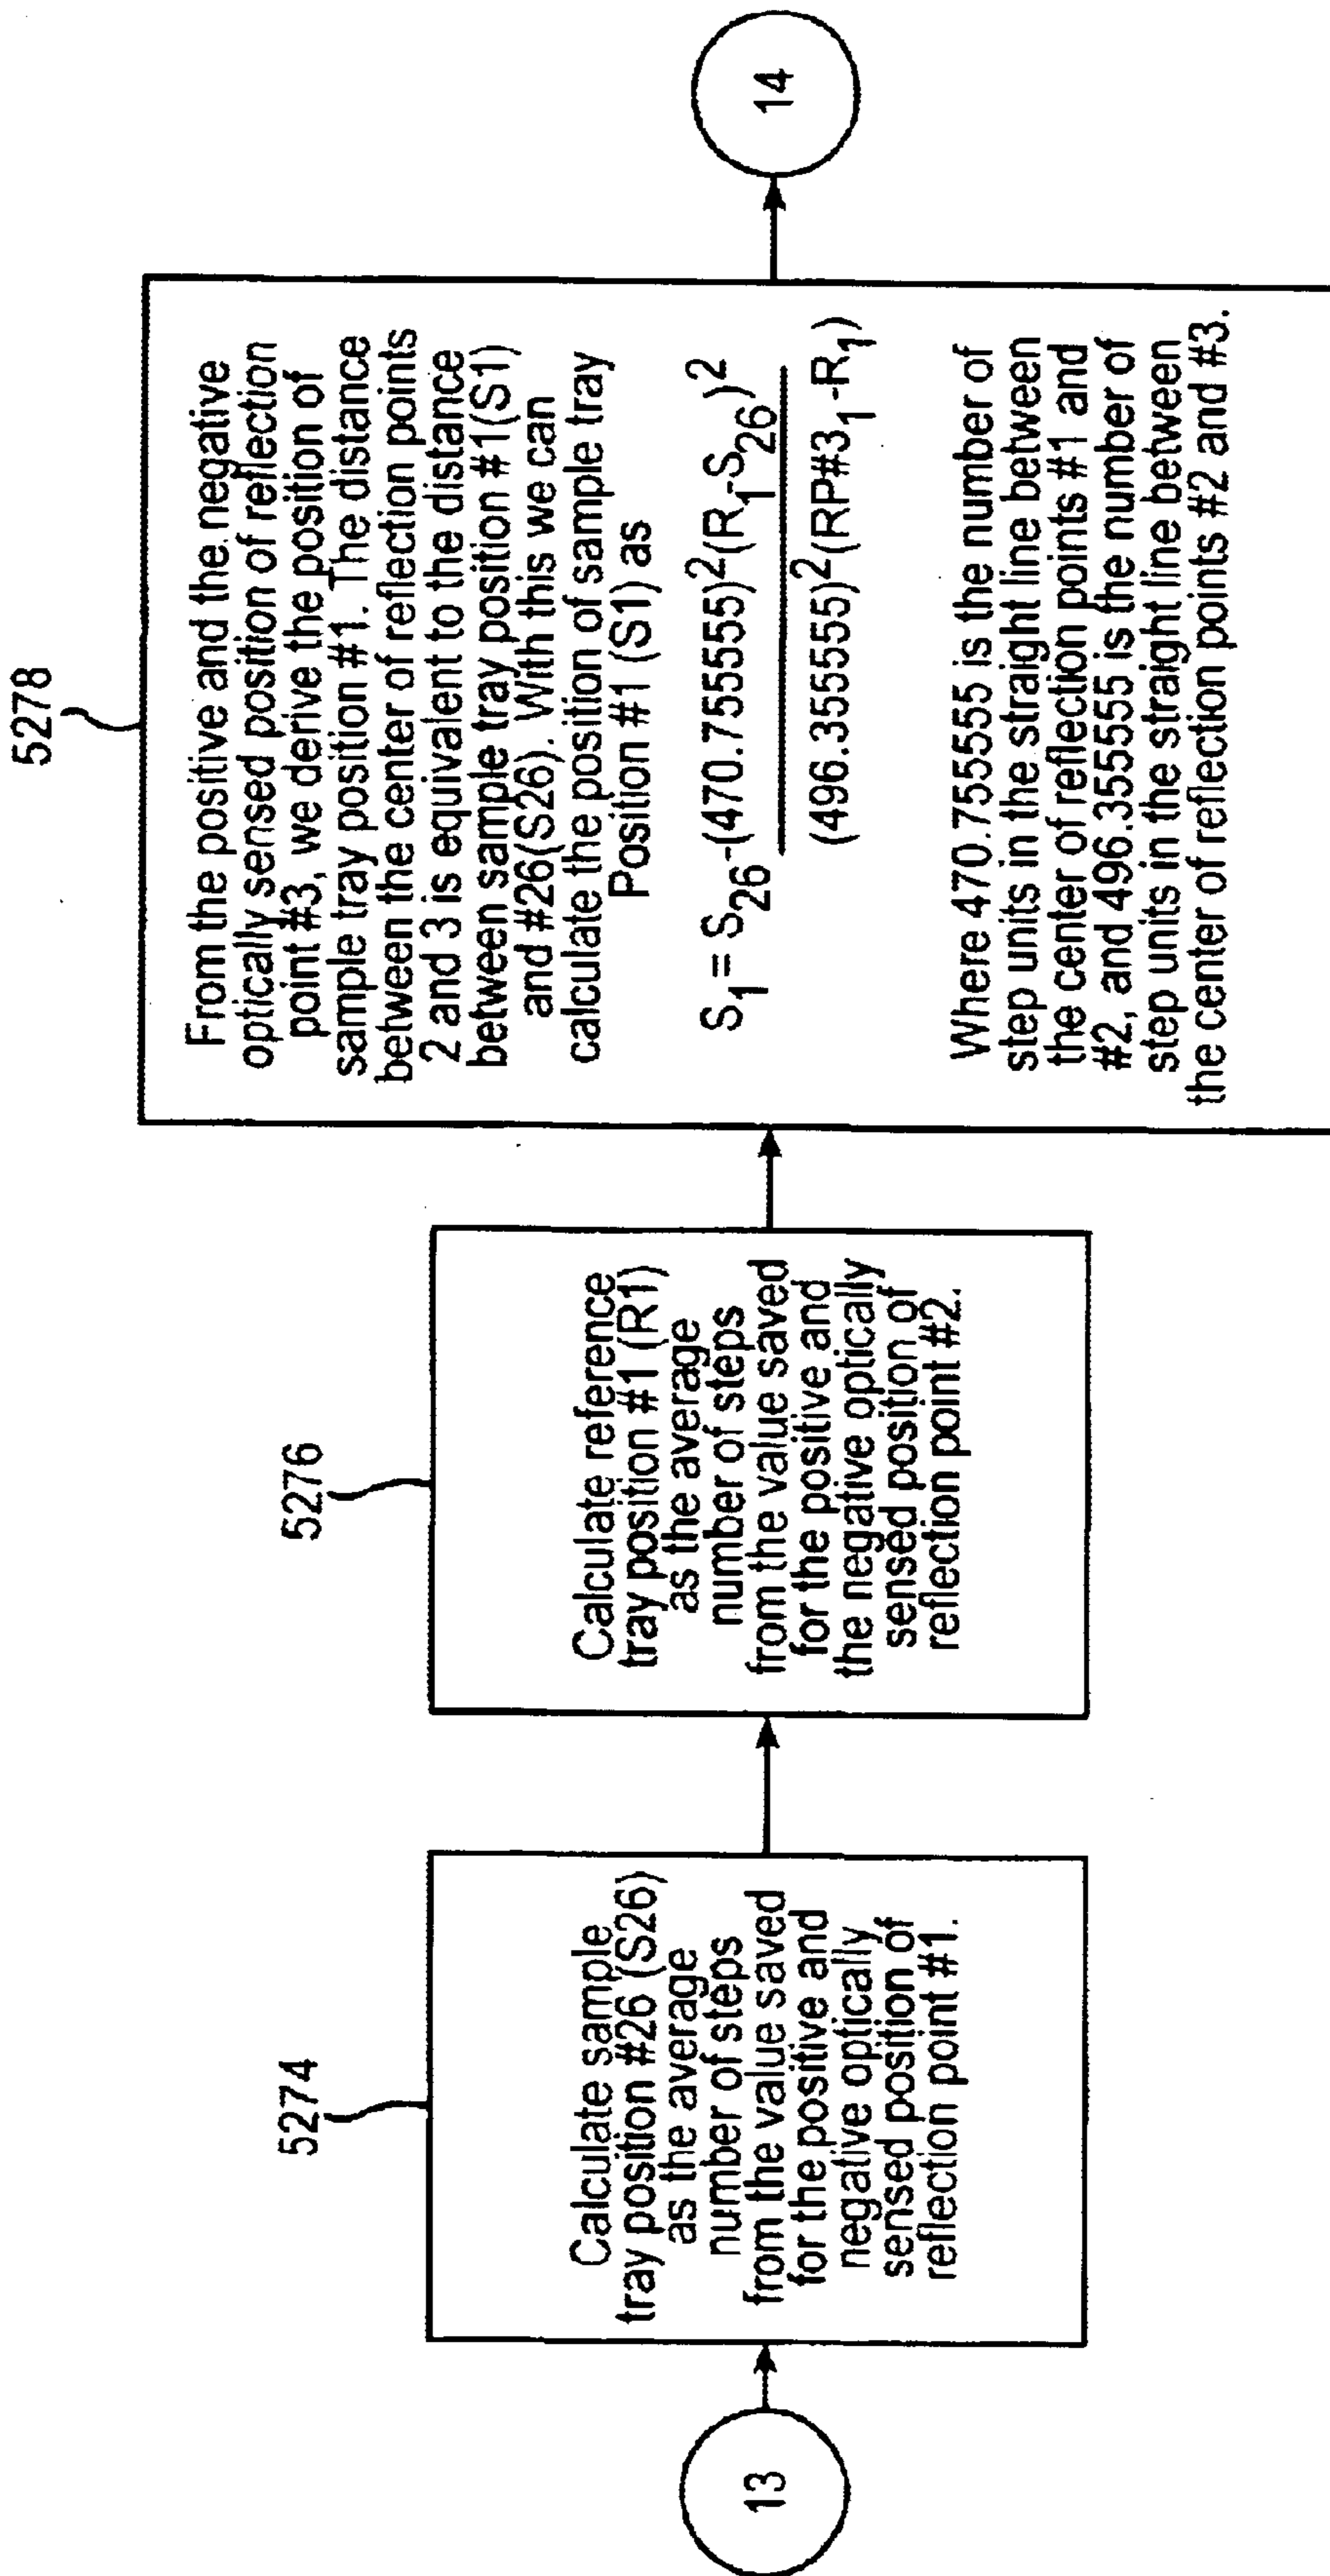 13
5274
Calculate sample
tray position #26 (S26)
as the average
number of steps
from the value saved
for the positive and
negative optically
sensed position of
reflection point #1.
5276
Calculate reference
tray position #1 (R1)
as the average
number of steps
from the value saved
for the positive and
the negative optically
sensed position of
reflection point #2.
5278
From the positive and the negative
optically sensed position of reflection
point #3, we derive the position of
sample tray position #1. The distance
between the center of reflection points
2 and 3 is equivalent to the distance
between sample tray position #1(S1)
and #26(S26). With this we can
calculate the position of sample tray
Position #1 (S1) as
S₁ = S₂₆-(470.755555)²(R₁-S₂₆)²
(496.355555)²(RP#3₁-R₁)
Where 470.755555 is the number of
step units in the straight line between
the center of reflection points #1 and
#2, and 496.355555 is the number of
step units in the straight line between
the center of reflection points #2 and #3.
14